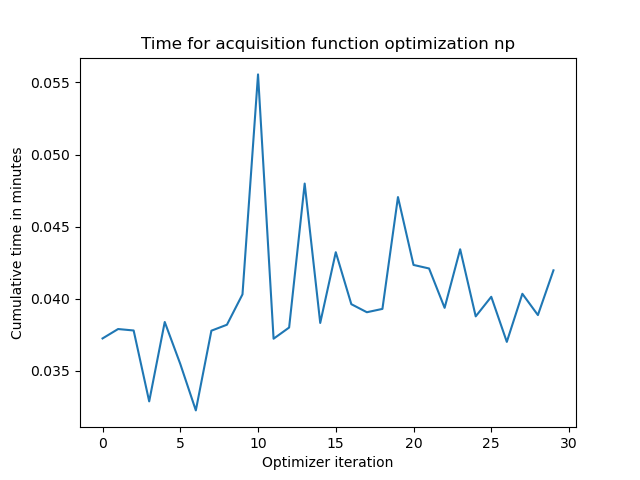 Time for acquisition function optimization np
0.055
0.050
0.045
0.040
0.035
Cumulative time in minutes
0 5 10 15 20 25 30
Optimizer iteration